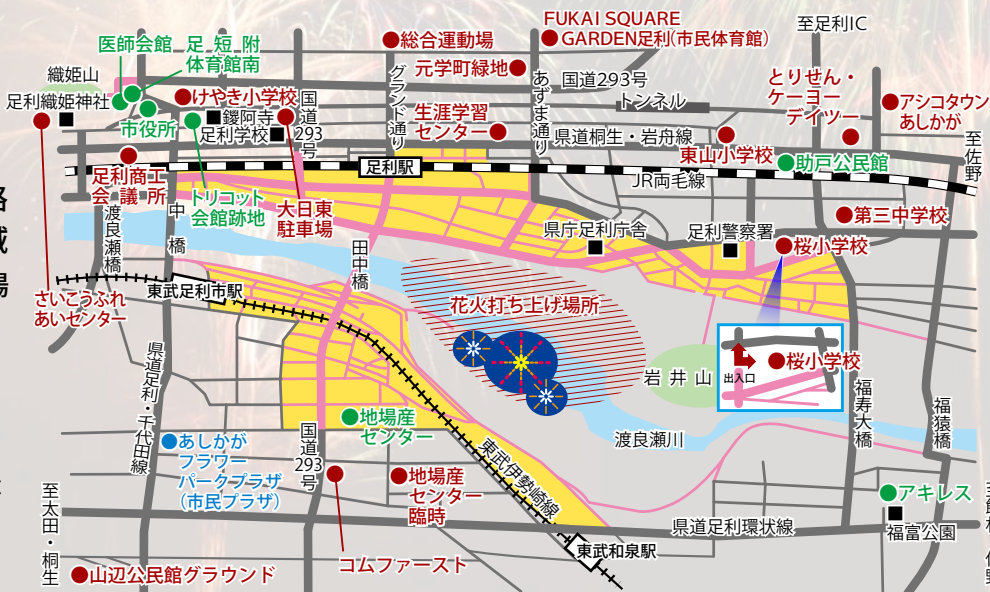 FUKAI SQUARE
GARDEN足利(市民体育館)
至足利IC
医師会館
足短附
体育館南
総合運動場
グランド通り
元学町緑地
あずま通り
国道293号
トンネル
とりせん・
ケーヨー
デイツー
アシコタウン
あしかが
織姫山
足利織姫神社
けやき小学校
国道293号
市役所
鑁阿寺
足利学校
生涯学習
センター
県道桐生・岩舟線
東山小学校
助戸公民館
至佐野
足利駅
JR両毛線
足利商工
会議所
トリコット
会館跡地
大日東
駐車場
渡良瀬橋
中橋
田中橋
県庁足利庁舎
足利警察署
第三中学校
桜小学校
さいこうふれ
あいセンター
東武足利市駅
花火打ち上げ場所
桜小学校
出入口
岩井山
県道足利・千代田線
福寿大橋
福猿橋
地場産
センター
渡良瀬川
あしかが
フラワー
パークプラザ
(市民プラザ)
国道293号
東武伊勢崎線
地場産
センター
臨時
アキレス
福富公園
至太田・桐生
県道足利環状線
東武和泉駅
コムファースト
山辺公民館グラウンド